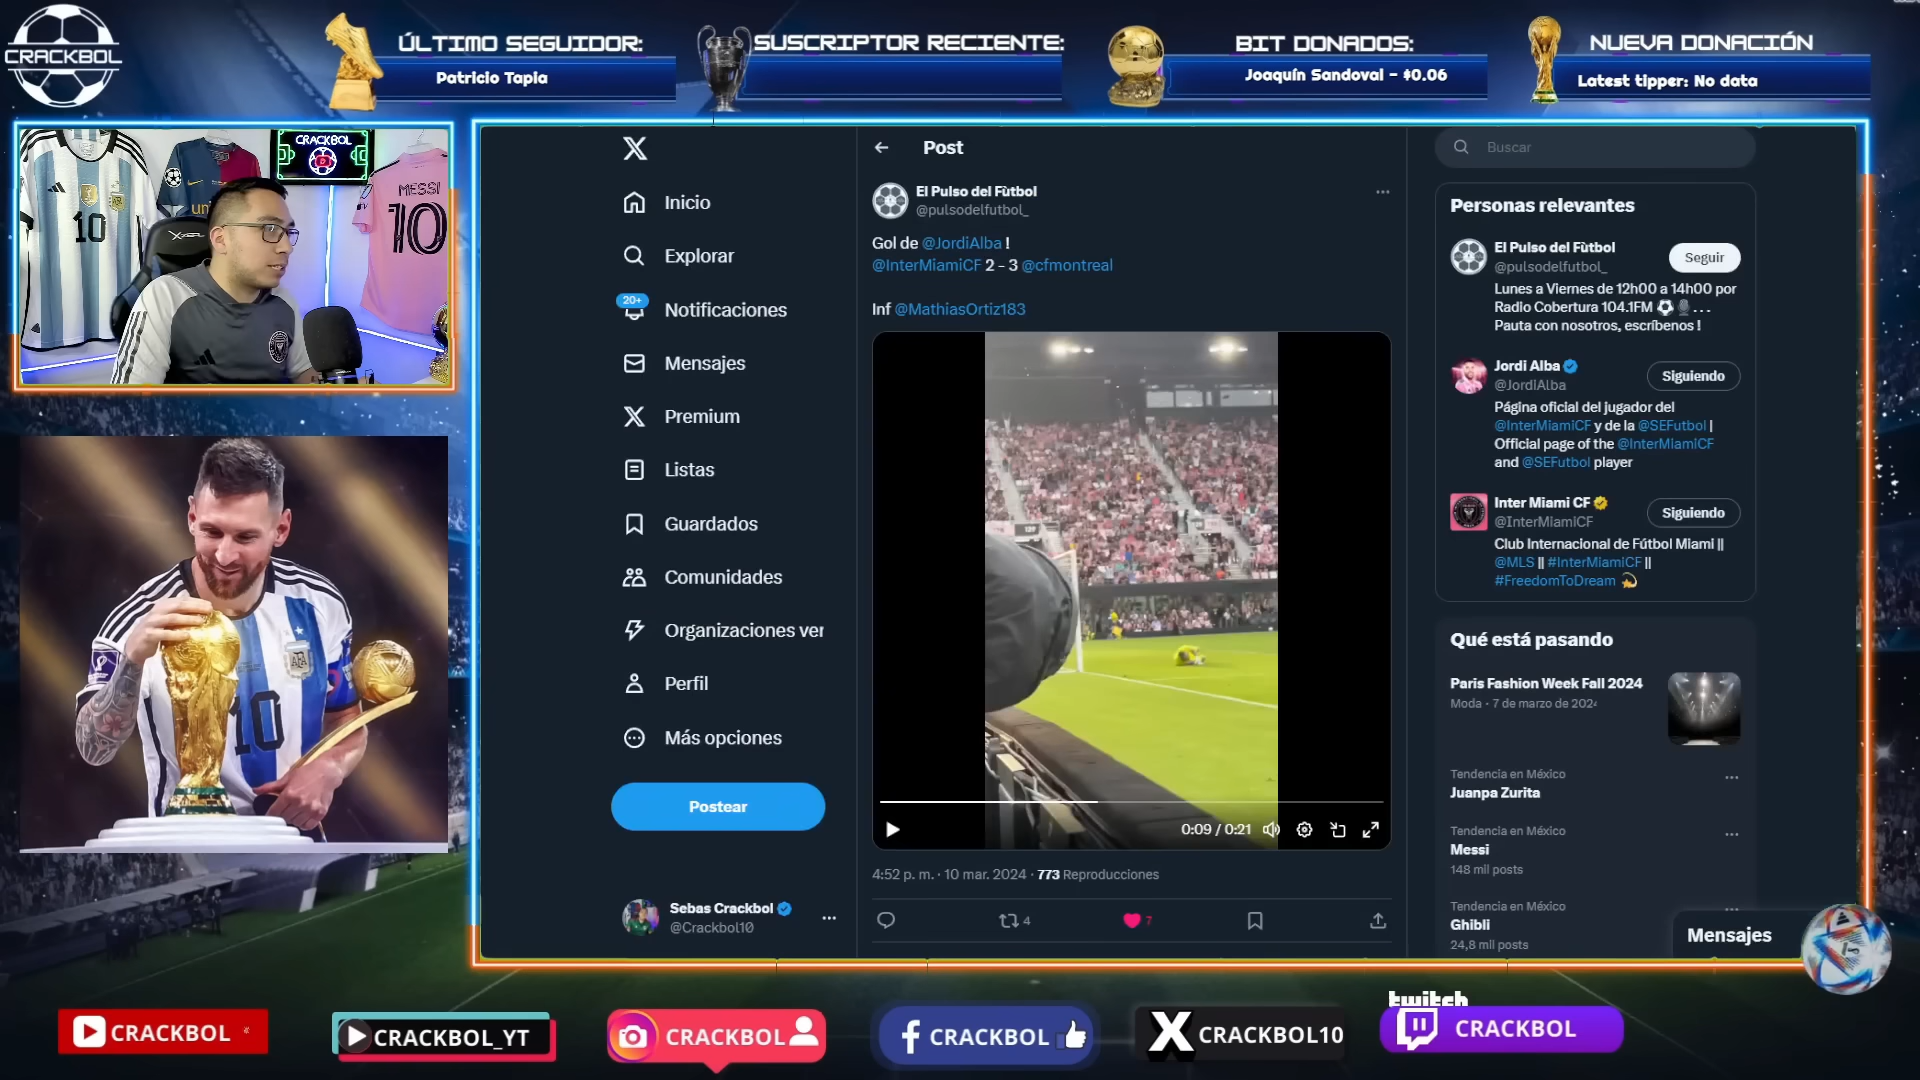 CRACKBOL
ÚLTIMO SEGUIDOR:
Patricio Tapia
SUSCRIPTOR RECIENTE:
BIT DONADOS:
Joaquín Sandoval - $0.06
NUEVA DONACIÓN
Latest tipper: No data
CRACKBOL
10
MESSI
10
10
AFA
X
Inicio
Explorar
20+
Notificaciones
Mensajes
Premium
Listas
Guardados
Comunidades
Organizaciones ver
Perfil
Más opciones
Postear
Sebas Crackbol
@Crackbol10
Post
El Pulso del Fùtbol
@pulsodelfutbol_
Gol de @JordiAlba !
@InterMiamiCF 2 - 3 @cfmontreal
Inf @MathiasOrtiz183
0:09 / 0:21
4:52 p. m. · 10 mar. 2024 · 773 Reproducciones
4
7
Buscar
Personas relevantes
El Pulso del Fùtbol
@pulsodelfutbol_
Seguir
Lunes a Viernes de 12h00 a 14h00 por
Radio Cobertura 104.1FM ⚽🎙️...
Pauta con nosotros, escríbenos !
Jordi Alba
@JordiAlba
Siguiendo
Página oficial del jugador del
@InterMiamiCF y de la @SEFutbol |
Official page of the @InterMiamiCF
and @SEFutbol player
Inter Miami CF
@InterMiamiCF
Siguiendo
Club Internacional de Fútbol Miami ||
@MLS || #InterMiamiCF ||
#FreedomToDream
Qué está pasando
Paris Fashion Week Fall 2024
Moda · 7 de marzo de 2024
Tendencia en México
Juanpa Zurita
Tendencia en México
Messi
148 mil posts
Tendencia en México
Ghibli
24,8 mil posts
Mensajes
CRACKBOL
CRACKBOL_YT
CRACKBOL
CRACKBOL
X CRACKBOL10
twitch
CRACKBOL